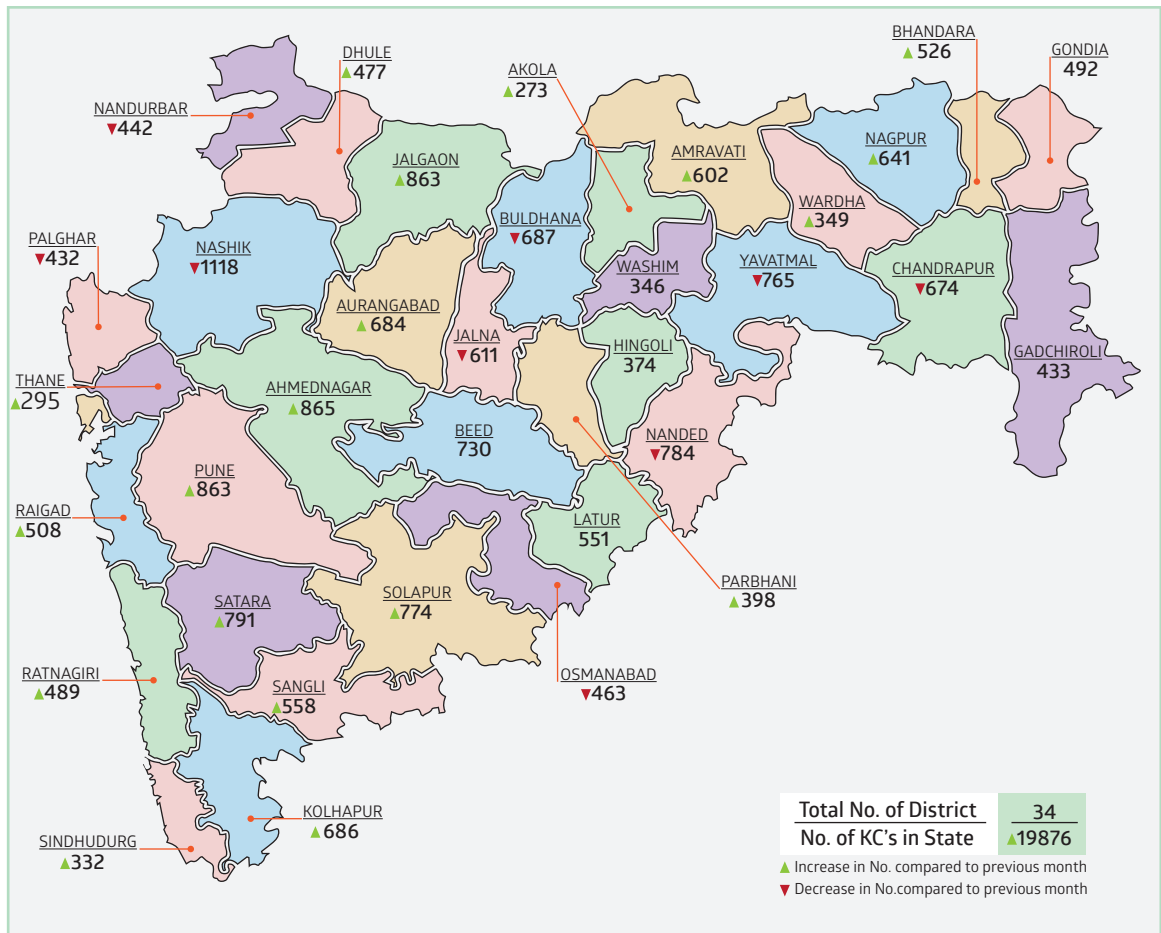 DHULE
▲477
NANDURBAR
▼442
AKOLA
▲273
BHANDARA
▲526
GONDIA
492
JALGAON
▲863
AMRAVATI
▲602
NAGPUR
▲641
WARDHA
▲349
BULDHANA
▼687
PALGHAR
▼432
NASHIK
▼1118
WASHIM
346
YAVATMAL
▼765
CHANDRAPUR
▼674
AURANGABAD
▲684
JALNA
▼611
HINGOLI
374
GADCHIROLI
433
THANE
▲295
AHMEDNAGAR
▲865
BEED
730
NANDED
▼784
PUNE
▲863
RAIGAD
▲508
LATUR
551
PARBHANI
▲398
SATARA
▲791
SOLAPUR
▲774
OSMANABAD
▼463
RATNAGIRI
▲489
SANGLI
▲558
KOLHAPUR
▲686
SINDHUDURG
▲332
Total No. of District 34
No. of KC's in State ▲19876
▲ Increase in No. compared to previous month
▼ Decrease in No.compared to previous month